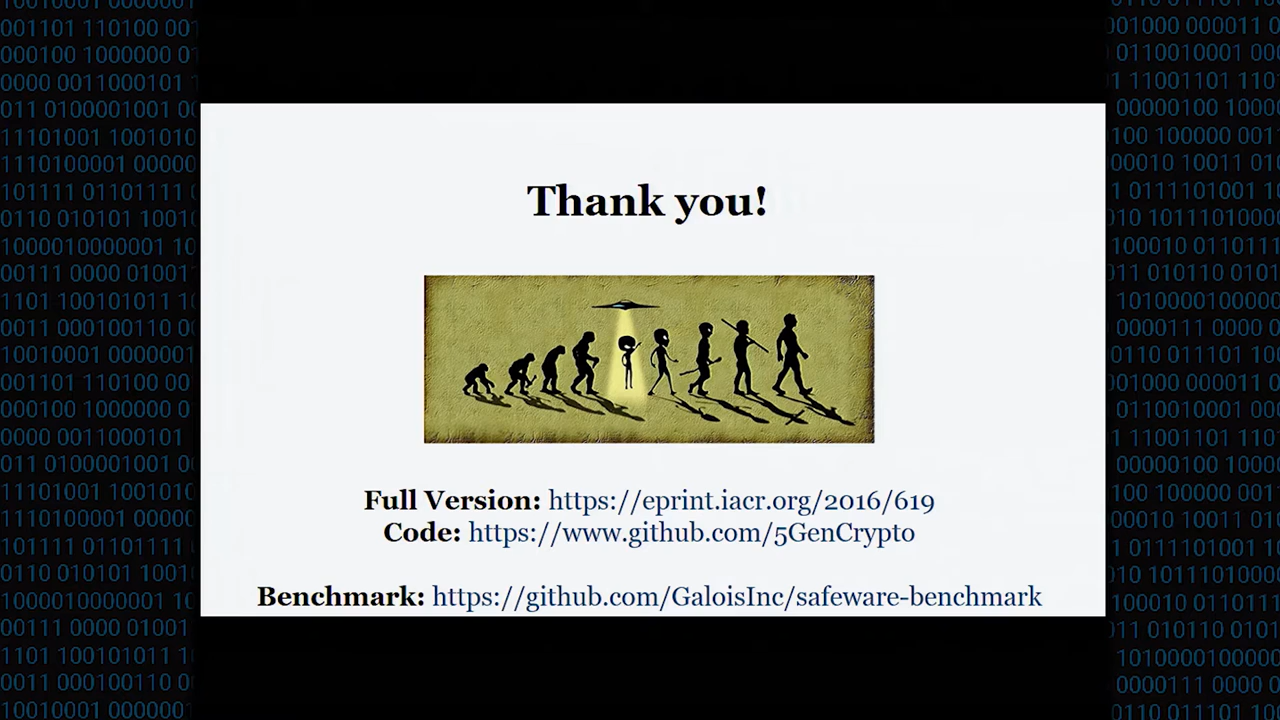 Thank you!
Full Version: https://eprint.iacr.org/2016/619
Code: https://www.github.com/5GenCrypto
Benchmark: https://github.com/GaloisInc/safeware-benchmark